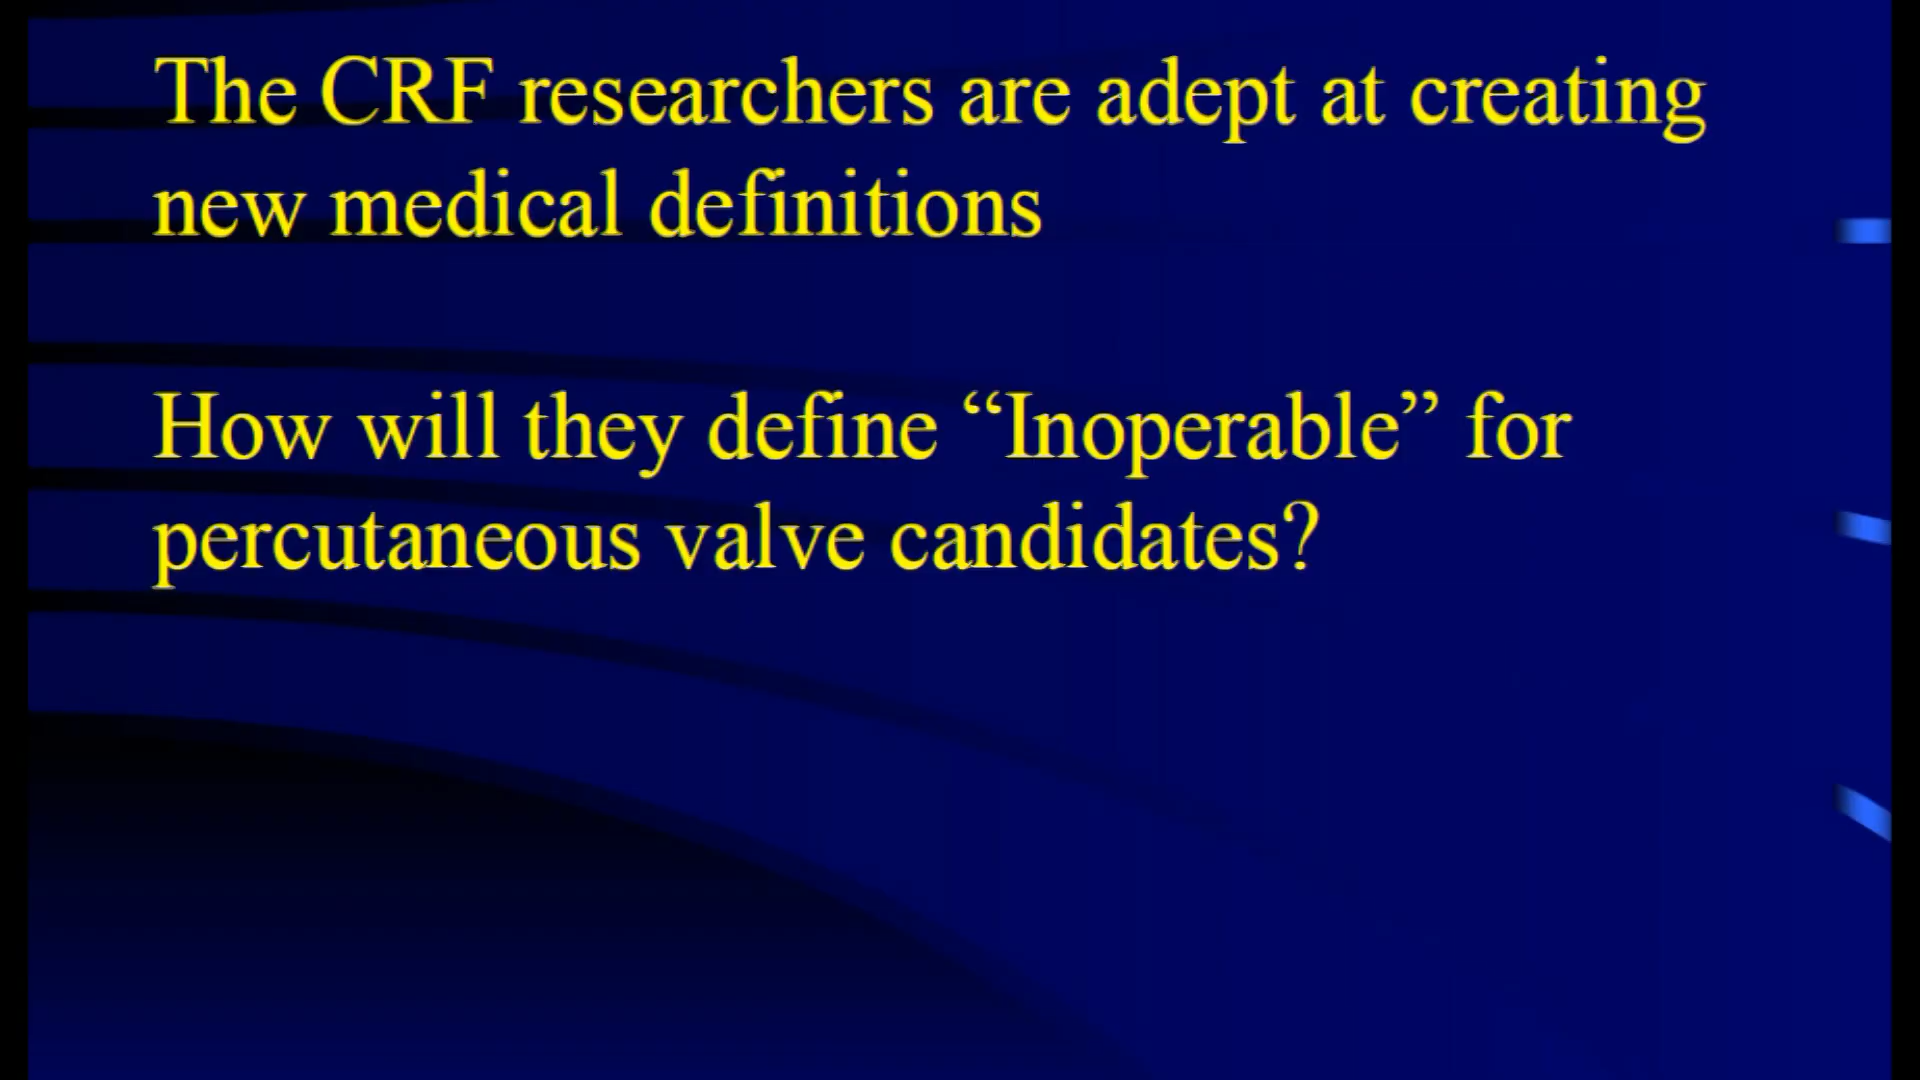 The CRF researchers are adept at creating
new medical definitions
How will they define “Inoperable” for
percutaneous valve candidates?